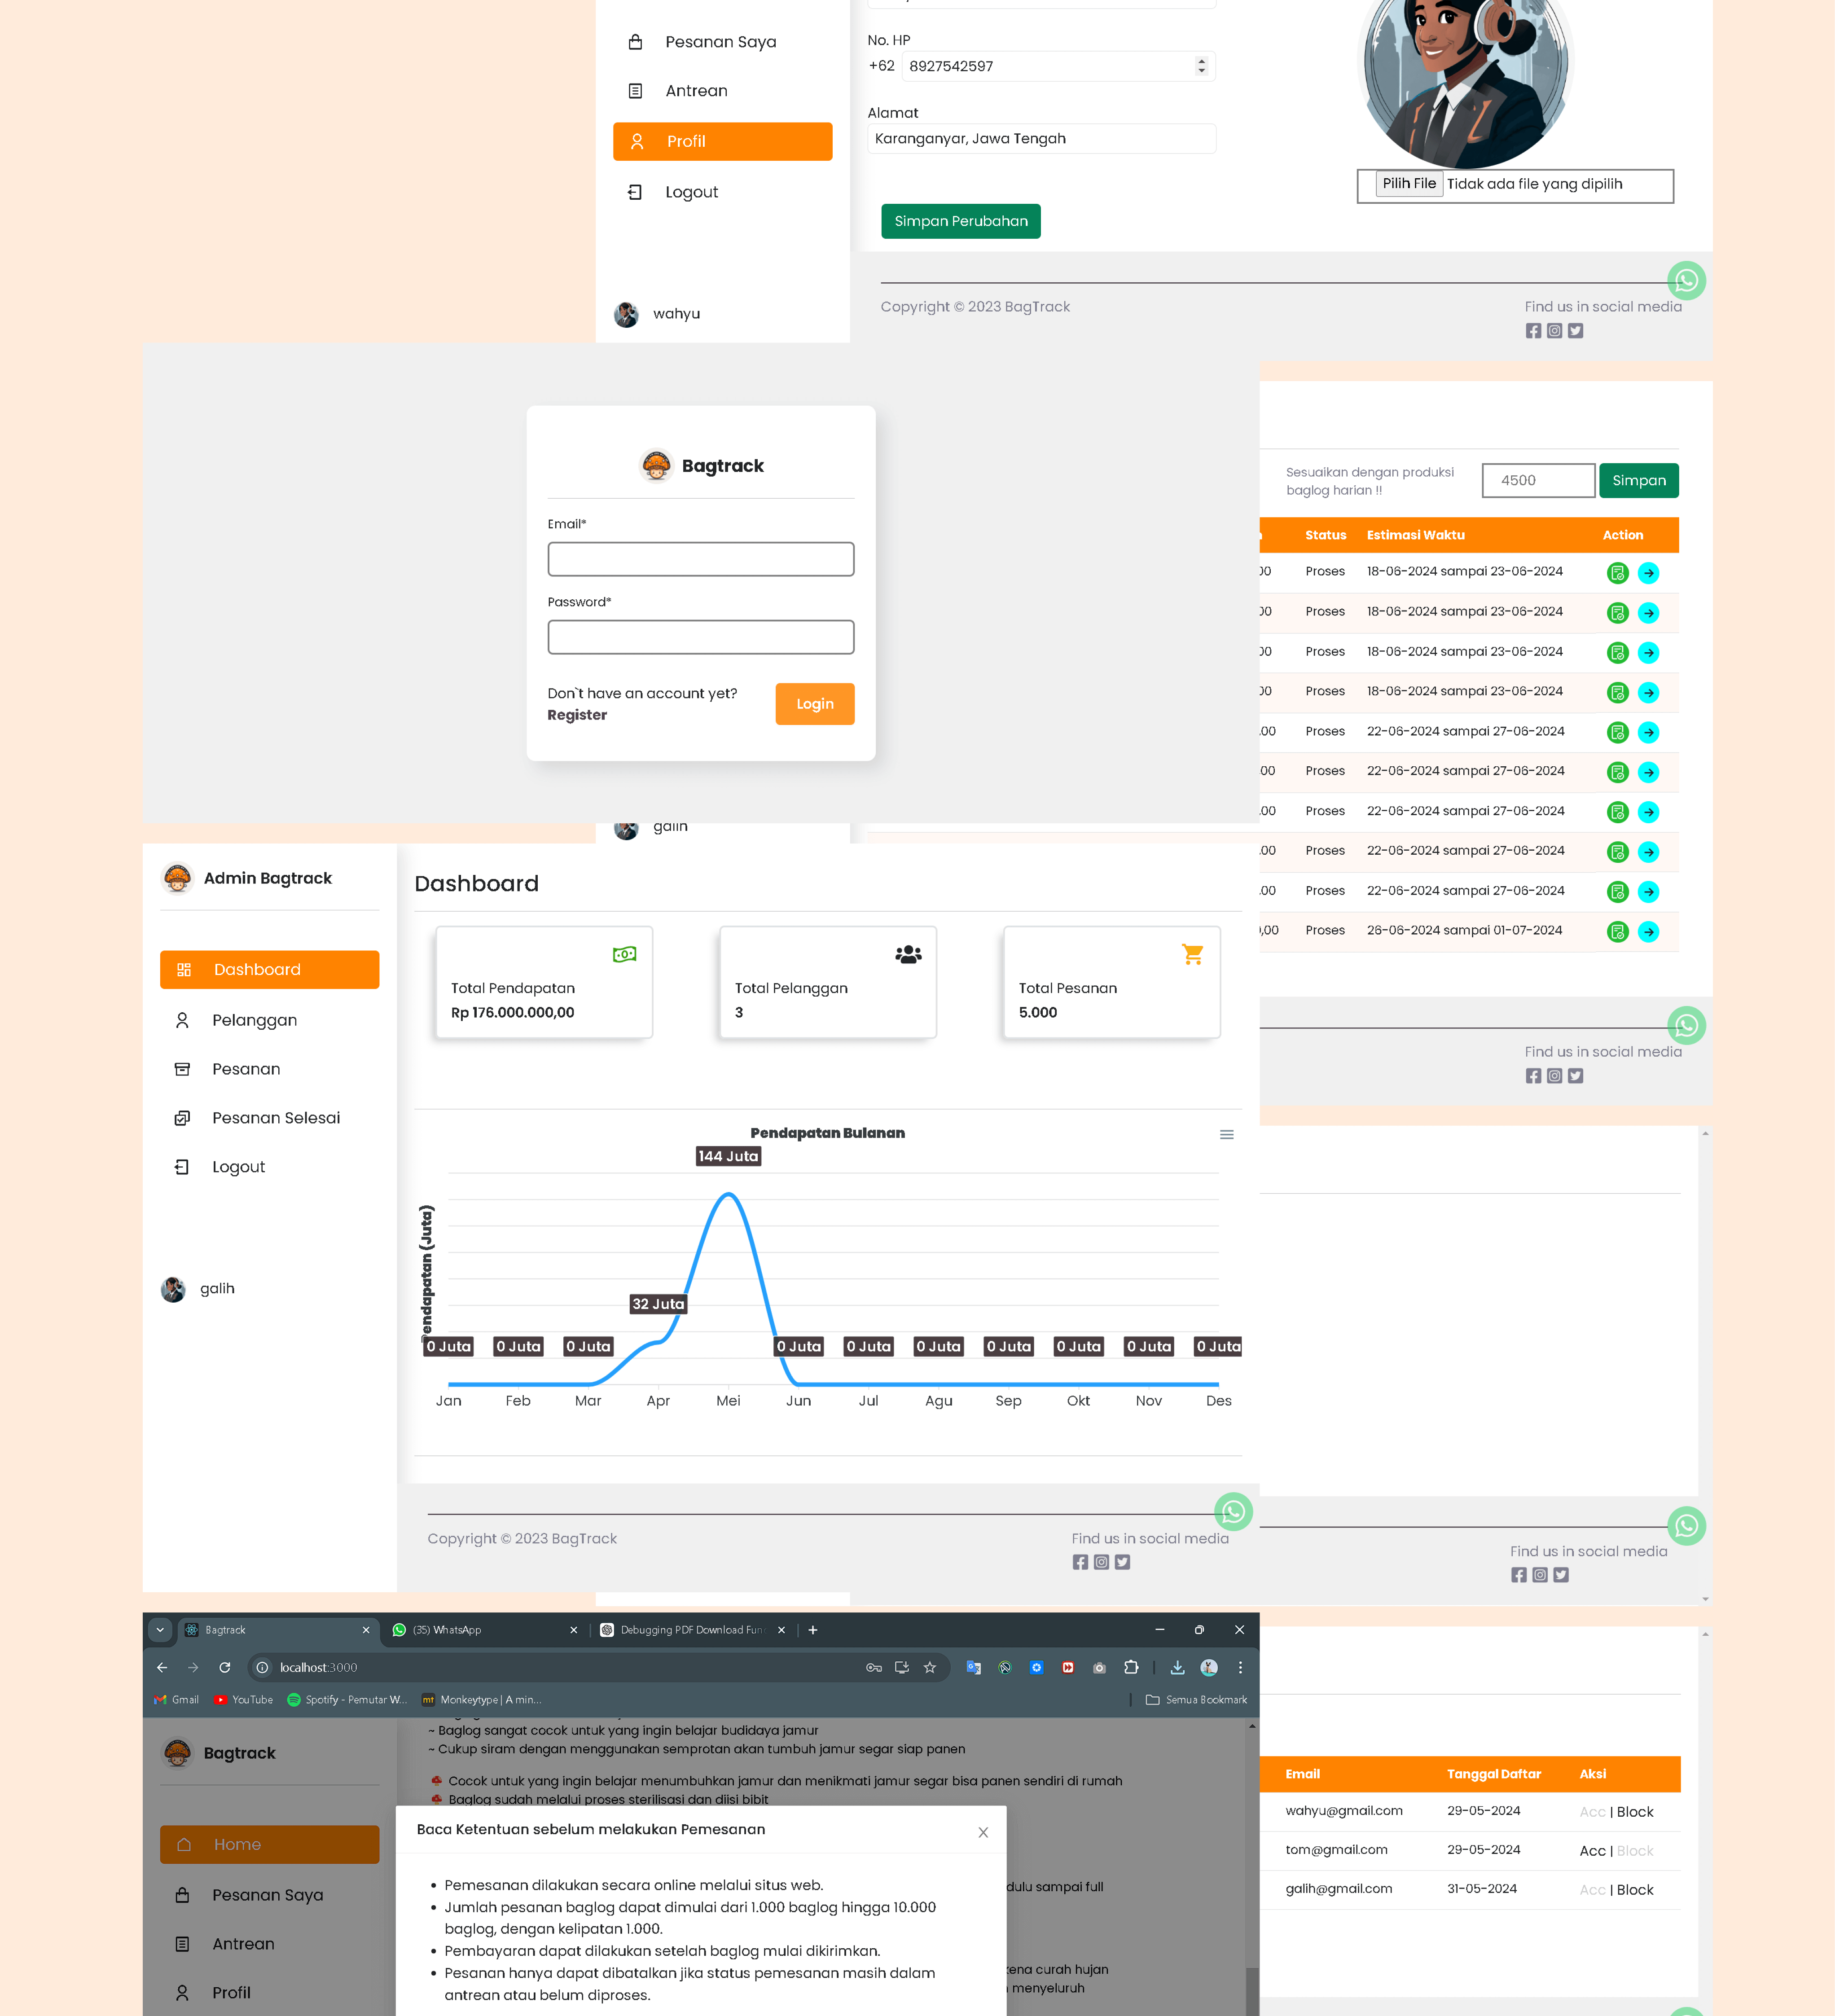 Pesanan Saya
Antrean
Profil
Logout
wahyu
No. HP
+62 8927542597
Alamat
Karanganyar, Jawa Tengah
Simpan Perubahan
Pilih File Tidak ada file yang dipilih
Copyright © 2023 BagTrack
Find us in social media
Bagtrack
Email*
Password*
Don`t have an account yet?
Register
Login
galih
Sesuaikan dengan produksi
baglog harian !!
4500
Simpan
Status Estimasi Waktu Action
00 Proses 18-06-2024 sampai 23-06-2024
00 Proses 18-06-2024 sampai 23-06-2024
00 Proses 18-06-2024 sampai 23-06-2024
00 Proses 18-06-2024 sampai 23-06-2024
.00 Proses 22-06-2024 sampai 27-06-2024
00 Proses 22-06-2024 sampai 27-06-2024
.00 Proses 22-06-2024 sampai 27-06-2024
.00 Proses 22-06-2024 sampai 27-06-2024
.00 Proses 22-06-2024 sampai 27-06-2024
,00 Proses 26-06-2024 sampai 01-07-2024
Find us in social media
Admin Bagtrack
Dashboard
Pelanggan
Pesanan
Pesanan Selesai
Logout
galih
Dashboard
Total Pendapatan
Rp 176.000.000,00
Total Pelanggan
3
Total Pesanan
5.000
Pendapatan Bulanan
Pendapatan (Juta)
144 Juta
32 Juta
0 Juta 0 Juta 0 Juta 0 Juta 0 Juta 0 Juta 0 Juta 0 Juta 0 Juta 0 Juta
Jan Feb Mar Apr Mei Jun Jul Agu Sep Okt Nov Des
Copyright © 2023 BagTrack
Find us in social media
Find us in social media
Bagtrack
(35) WhatsApp
Debugging PDF Download Fun
localhost:3000
Gmail YouTube Spotify - Pemutar W... mt Monkeytype | A min... Semua Bookmark
Bagtrack
Home
Pesanan Saya
Antrean
Profil
~ Baglog sangat cocok untuk yang ingin belajar budidaya jamur
~ Cukup siram dengan menggunakan semprotan akan tumbuh jamur segar siap panen
Cocok untuk yang ingin belajar menumbuhkan jamur dan menikmati jamur segar bisa panen sendiri di rumah
Baglog sudah melalui proses sterilisasi dan diisi bibit
Baca Ketentuan sebelum melakukan Pemesanan
• Pemesanan dilakukan secara online melalui situs web.
• Jumlah pesanan baglog dapat dimulai dari 1.000 baglog hingga 10.000
baglog, dengan kelipatan 1.000.
• Pembayaran dapat dilakukan setelah baglog mulai dikirimkan.
• Pesanan hanya dapat dibatalkan jika status pemesanan masih dalam
antrean atau belum diproses.
dulu sampai full
curah hujan
menyeluruh
Email Tanggal Daftar Aksi
wahyu@gmail.com 29-05-2024 Acc | Block
tom@gmail.com 29-05-2024 Acc | Block
galih@gmail.com 31-05-2024 Acc | Block